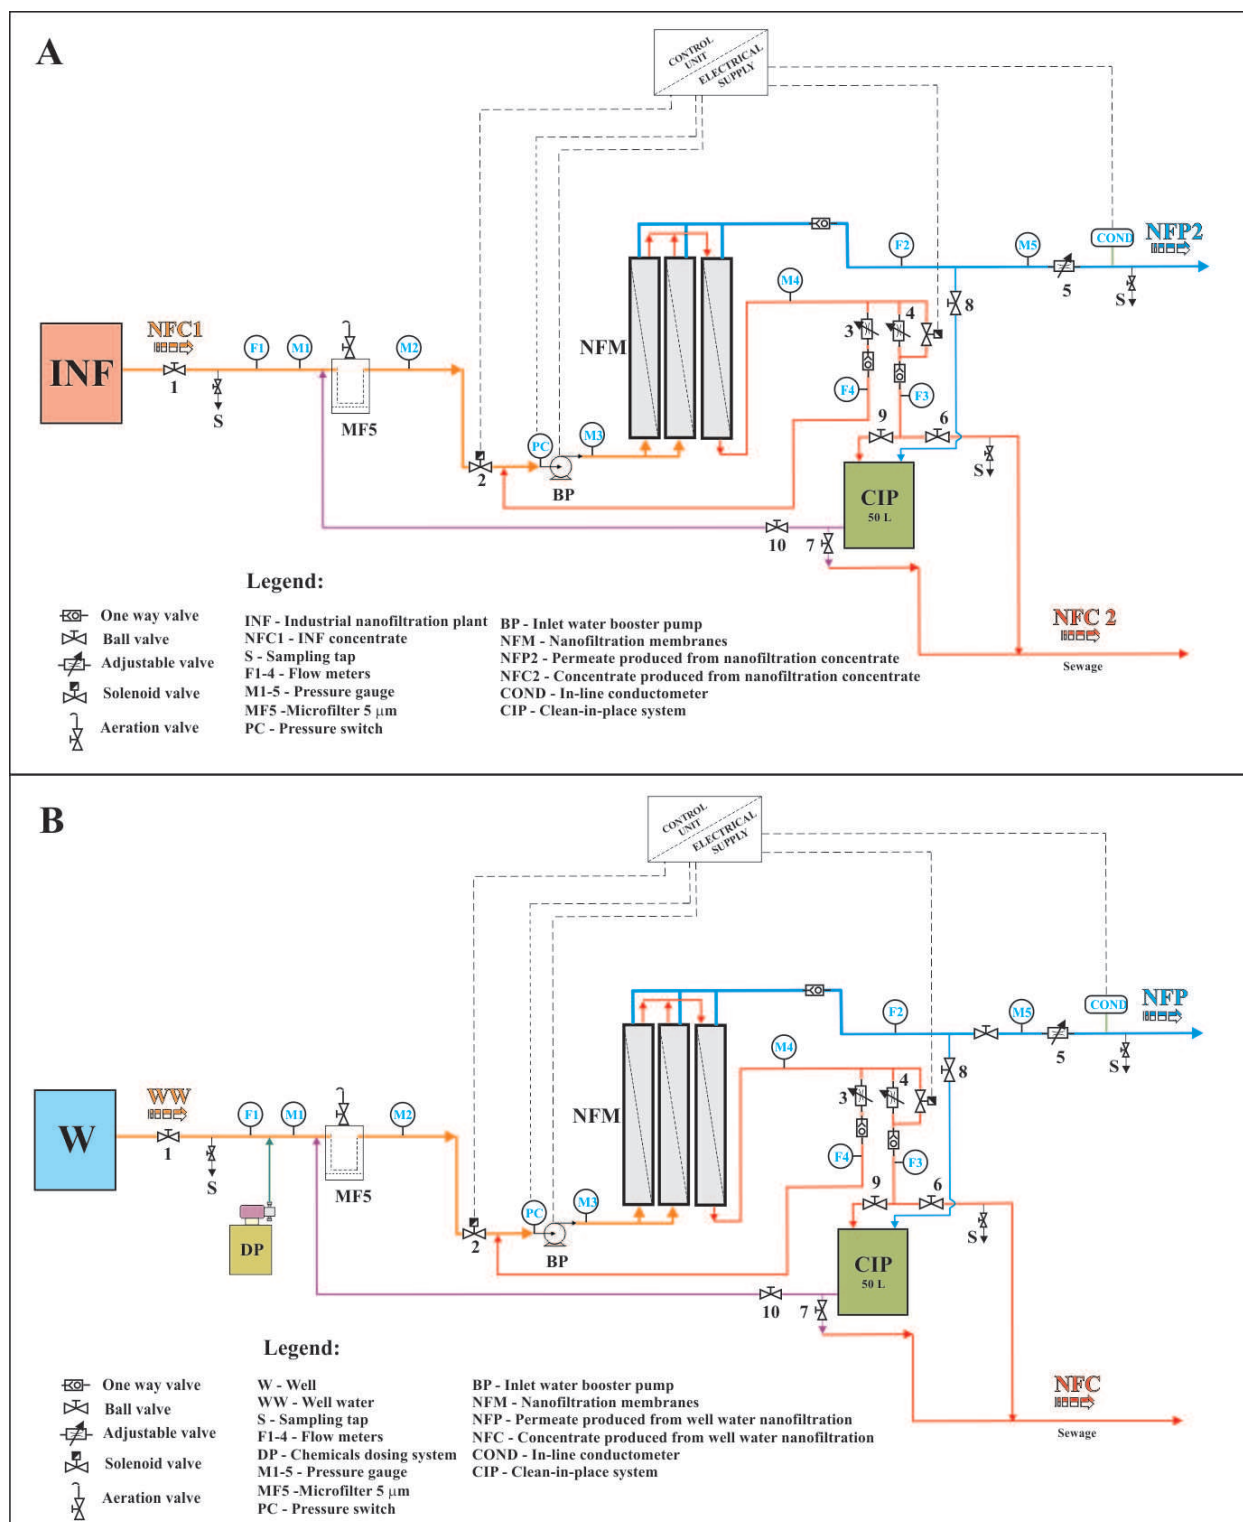 A
CONTROL
UNIT
ELECTRICAL
SUPPLY
NFP2
COND
F2
M5
5
S
8
M4
3
4
NFM
F4
F3
9
6
S
NFC1
INF
1
S
F1
M1
M2
MF5
2
PC
M3
BP
CIP
50 L
10
7
NFC 2
Sewage
Legend:
One way valve
Ball valve
Adjustable valve
Solenoid valve
Aeration valve
INF - Industrial nanofiltration plant
NFC1 - INF concentrate
S - Sampling tap
F1-4 - Flow meters
M1-5 - Pressure gauge
MF5 -Microfilter 5 μm
PC - Pressure switch
BP - Inlet water booster pump
NFM - Nanofiltration membranes
NFP2 - Permeate produced from nanofiltration concentrate
NFC2 - Concentrate produced from nanofiltration concentrate
COND - In-line conductometer
CIP - Clean-in-place system
B
CONTROL
UNIT
ELECTRICAL
SUPPLY
NFP
COND
F2
M5
5
S
8
M4
3
4
NFM
F4
F3
9
6
S
WW
W
1
S
F1
M1
M2
MF5
DP
2
PC
M3
BP
CIP
50 L
10
7
NFC
Sewage
Legend:
One way valve
Ball valve
Adjustable valve
Solenoid valve
Aeration valve
W - Well
WW - Well water
S - Sampling tap
F1-4 - Flow meters
DP - Chemicals dosing system
M1-5 - Pressure gauge
MF5 -Microfilter 5 μm
PC - Pressure switch
BP - Inlet water booster pump
NFM - Nanofiltration membranes
NFP - Permeate produced from well water nanofiltration
NFC - Concentrate produced from well water nanofiltration
COND - In-line conductometer
CIP - Clean-in-place system